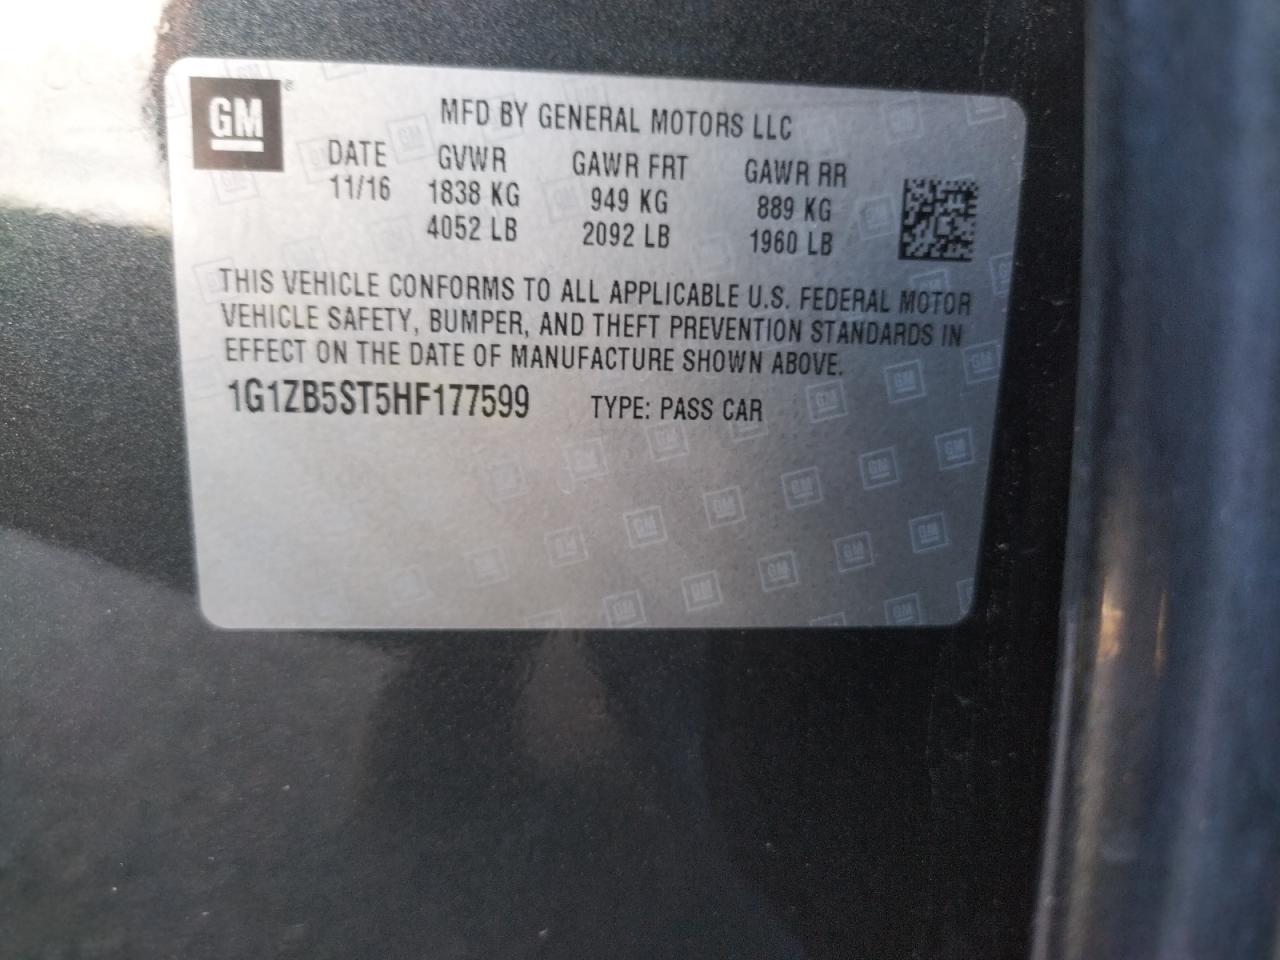 GM
MFD BY GENERAL MOTORS LLC
DATE GVWR GAWR FRT GAWR RR
11/16 1838 KG 949 KG 889 KG
4052 LB 2092 LB 1960 LB
THIS VEHICLE CONFORMS TO ALL APPLICABLE U.S. FEDERAL MOTOR
VEHICLE SAFETY, BUMPER, AND THEFT PREVENTION STANDARDS IN
EFFECT ON THE DATE OF MANUFACTURE SHOWN ABOVE.
1G1ZB5ST5HF177599 TYPE: PASS CAR